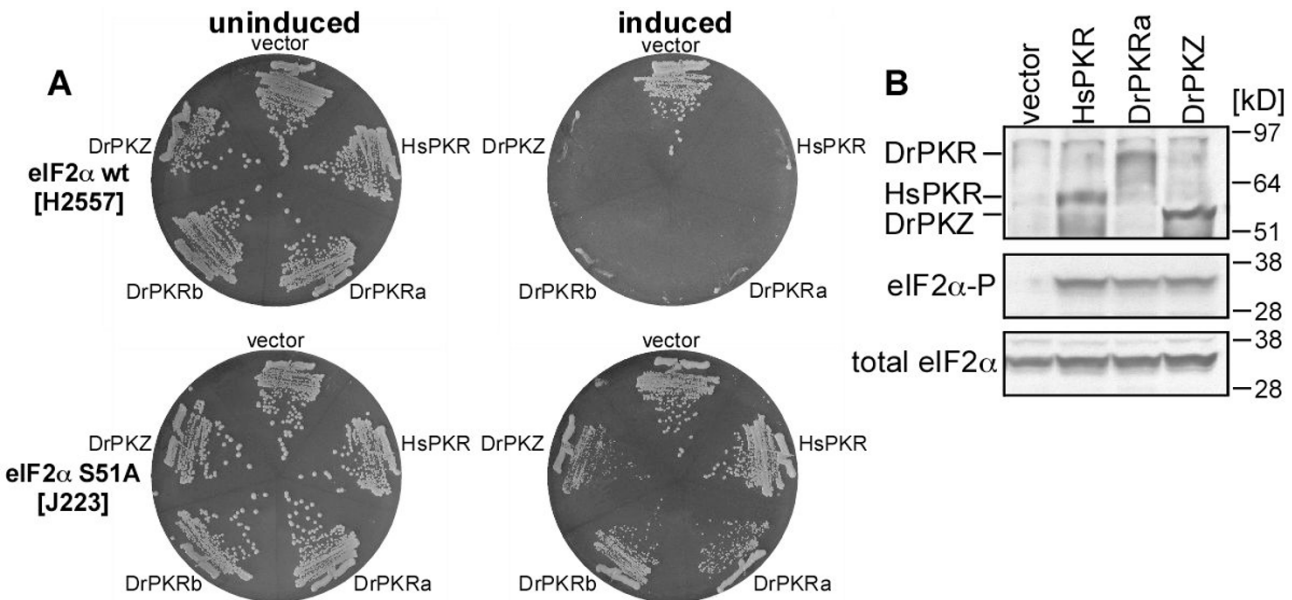 uninduced
induced
A
vector
DrPKZ
HsPKR
DrPKRb
DrPKRa
eIF2α wt
[H2557]
vector
DrPKZ
HsPKR
DrPKRb
DrPKRa
vector
DrPKZ
HsPKR
DrPKRb
DrPKRa
eIF2α S51A
[J223]
vector
DrPKZ
HsPKR
DrPKRb
DrPKRa
B
vector
HsPKR
DrPKRa
DrPKZ
[kD]
DrPKR
HsPKR
DrPKZ
97
64
51
eIF2α-P
38
28
total eIF2α
38
28